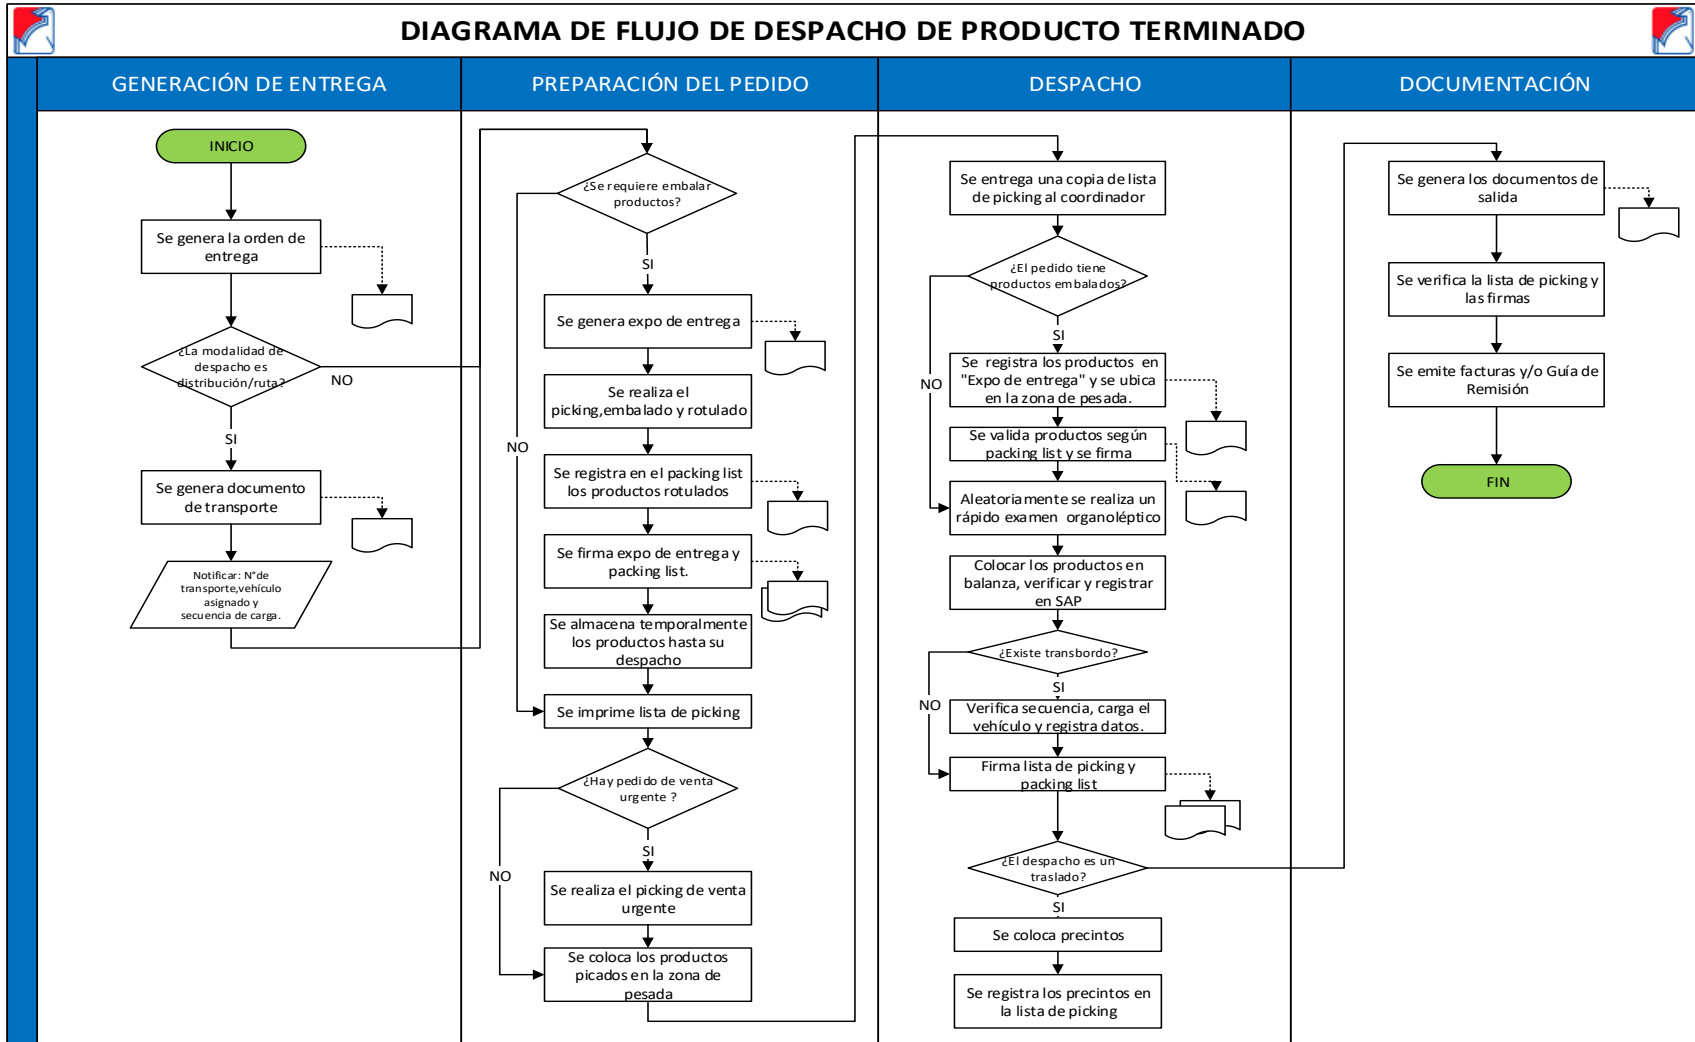 DIAGRAMA DE FLUJO DE DESPACHO DE PRODUCTO TERMINADO
GENERACIÓN DE ENTREGA
INICIO
Se genera la orden de
entrega
¿La modalidad de
despacho es
distribución/ruta?
NO
SI
Se genera documento
de transporte
Notificar: N°de
transporte,vehículo
asignado y
secuencia de carga.
PREPARACIÓN DEL PEDIDO
¿Se requiere embalar
productos?
SI
Se genera expo de entrega
Se realiza el
picking,embalado y rotulado
NO
Se registra en el packing list
los productos rotulados
Se firma expo de entrega y
packing list.
Se almacena temporalmente
los productos hasta su
despacho
Se imprime lista de picking
¿Hay pedido de venta
urgente ?
SI
NO
Se realiza el picking de venta
urgente
Se coloca los productos
picados en la zona de
pesada
DESPACHO
Se entrega una copia de lista
de picking al coordinador
¿El pedido tiene
productos embalados?
SI
NO
Se registra los productos en
"Expo de entrega" y se ubica
en la zona de pesada.
Se valida productos según
packing list y se firma
Aleatoriamente se realiza un
rápido examen organoléptico
Colocar los productos en
balanza, verificar y registrar
en SAP
¿Existe transbordo?
SI
NO
Verifica secuencia, carga el
vehículo y registra datos.
Firma lista de picking y
packing list
¿El despacho es un
traslado?
SI
Se coloca precintos
Se registra los precintos en
la lista de picking
DOCUMENTACIÓN
Se genera los documentos de
salida
Se verifica la lista de picking y
las firmas
Se emite facturas y/o Guía de
Remisión
FIN